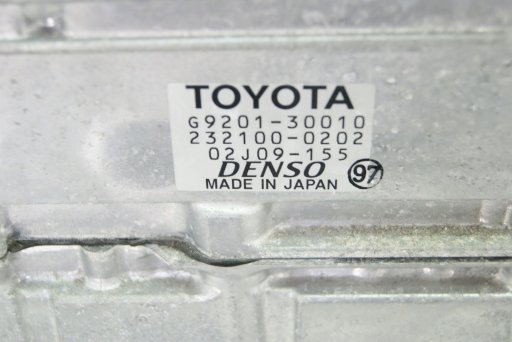 TOYOTA
G9201-30010
232100-0202
02J09-155
DENSO 97
MADE IN JAPAN